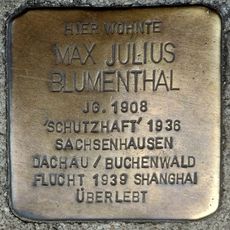 HIER WOHNTE
MAX JULIUS
BLUMENTHAL
JG. 1908
'SCHUTZHAFT' 1936
SACHSENHAUSEN
DACHAU / BUCHENWALD
FLUCHT 1939 SHANGHAI
ÜBERLEBT